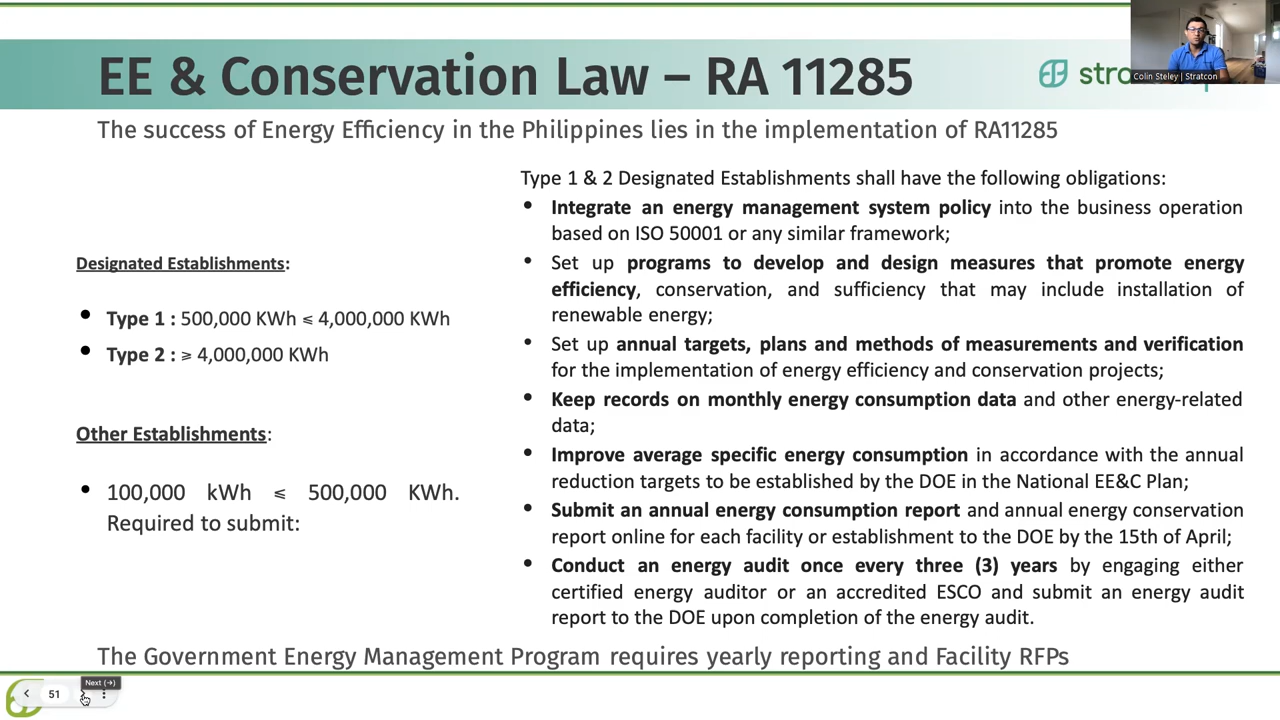 EE & Conservation Law – RA 11285
stra
Colin Steley | Stratcon
The success of Energy Efficiency in the Philippines lies in the implementation of RA11285
Designated Establishments:
• Type 1 : 500,000 KWh ≤ 4,000,000 KWh
• Type 2 : ≥ 4,000,000 KWh
Other Establishments:
• 100,000 kWh ≤ 500,000 KWh.
Required to submit:
Type 1 & 2 Designated Establishments shall have the following obligations:
• Integrate an energy management system policy into the business operation
based on ISO 50001 or any similar framework;
• Set up programs to develop and design measures that promote energy
efficiency, conservation, and sufficiency that may include installation of
renewable energy;
• Set up annual targets, plans and methods of measurements and verification
for the implementation of energy efficiency and conservation projects;
• Keep records on monthly energy consumption data and other energy-related
data;
• Improve average specific energy consumption in accordance with the annual
reduction targets to be established by the DOE in the National EE&C Plan;
• Submit an annual energy consumption report and annual energy conservation
report online for each facility or establishment to the DOE by the 15th of April;
• Conduct an energy audit once every three (3) years by engaging either
certified energy auditor or an accredited ESCO and submit an energy audit
report to the DOE upon completion of the energy audit.
The Government Energy Management Program requires yearly reporting and Facility RFPs
Next (→)
51